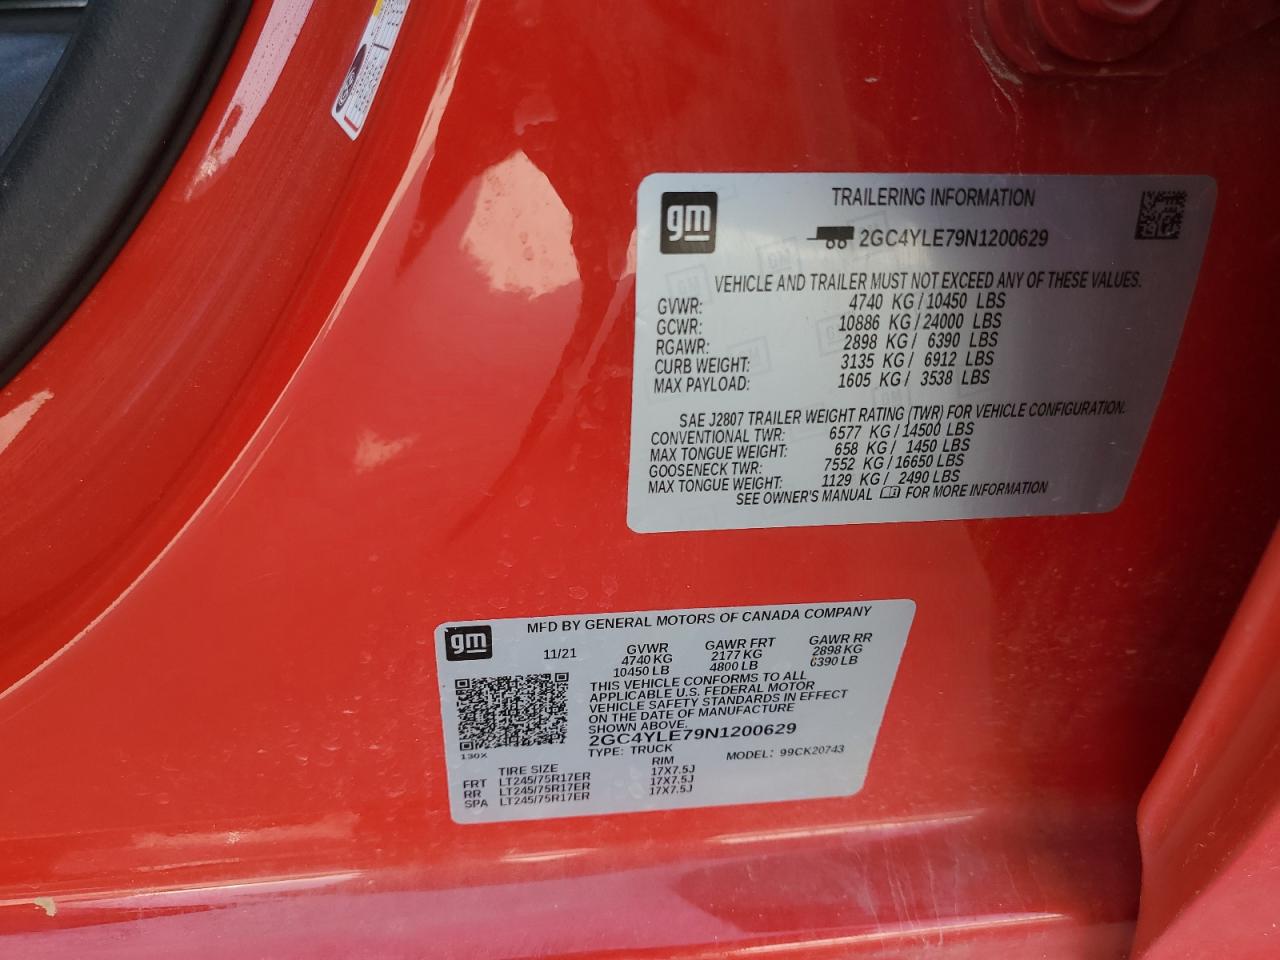 gm
TRAILERING INFORMATION
2GC4YLE79N1200629
VEHICLE AND TRAILER MUST NOT EXCEED ANY OF THESE VALUES.
GVWR: 4740 KG / 10450 LBS
GCWR: 10886 KG / 24000 LBS
RGAWR: 2898 KG / 6390 LBS
CURB WEIGHT: 3135 KG / 6912 LBS
MAX PAYLOAD: 1605 KG / 3538 LBS
SAE J2807 TRAILER WEIGHT RATING (TWR) FOR VEHICLE CONFIGURATION.
CONVENTIONAL TWR: 6577 KG / 14500 LBS
MAX TONGUE WEIGHT: 658 KG / 1450 LBS
GOOSENECK TWR: 7552 KG / 16650 LBS
MAX TONGUE WEIGHT: 1129 KG / 2490 LBS
SEE OWNER'S MANUAL FOR MORE INFORMATION
gm
MFD BY GENERAL MOTORS OF CANADA COMPANY
11/21 GVWR GAWR FRT GAWR RR
4740 KG 2177 KG 2898 KG
10450 LB 4800 LB 6390 LB
THIS VEHICLE CONFORMS TO ALL
APPLICABLE U.S. FEDERAL MOTOR
VEHICLE SAFETY STANDARDS IN EFFECT
ON THE DATE OF MANUFACTURE
SHOWN ABOVE.
2GC4YLE79N1200629
130X TYPE: TRUCK MODEL: 99CK20743
TIRE SIZE RIM
FRT LT245/75R17ER 17X7.5J
RR LT245/75R17ER 17X7.5J
SPA LT245/75R17ER 17X7.5J